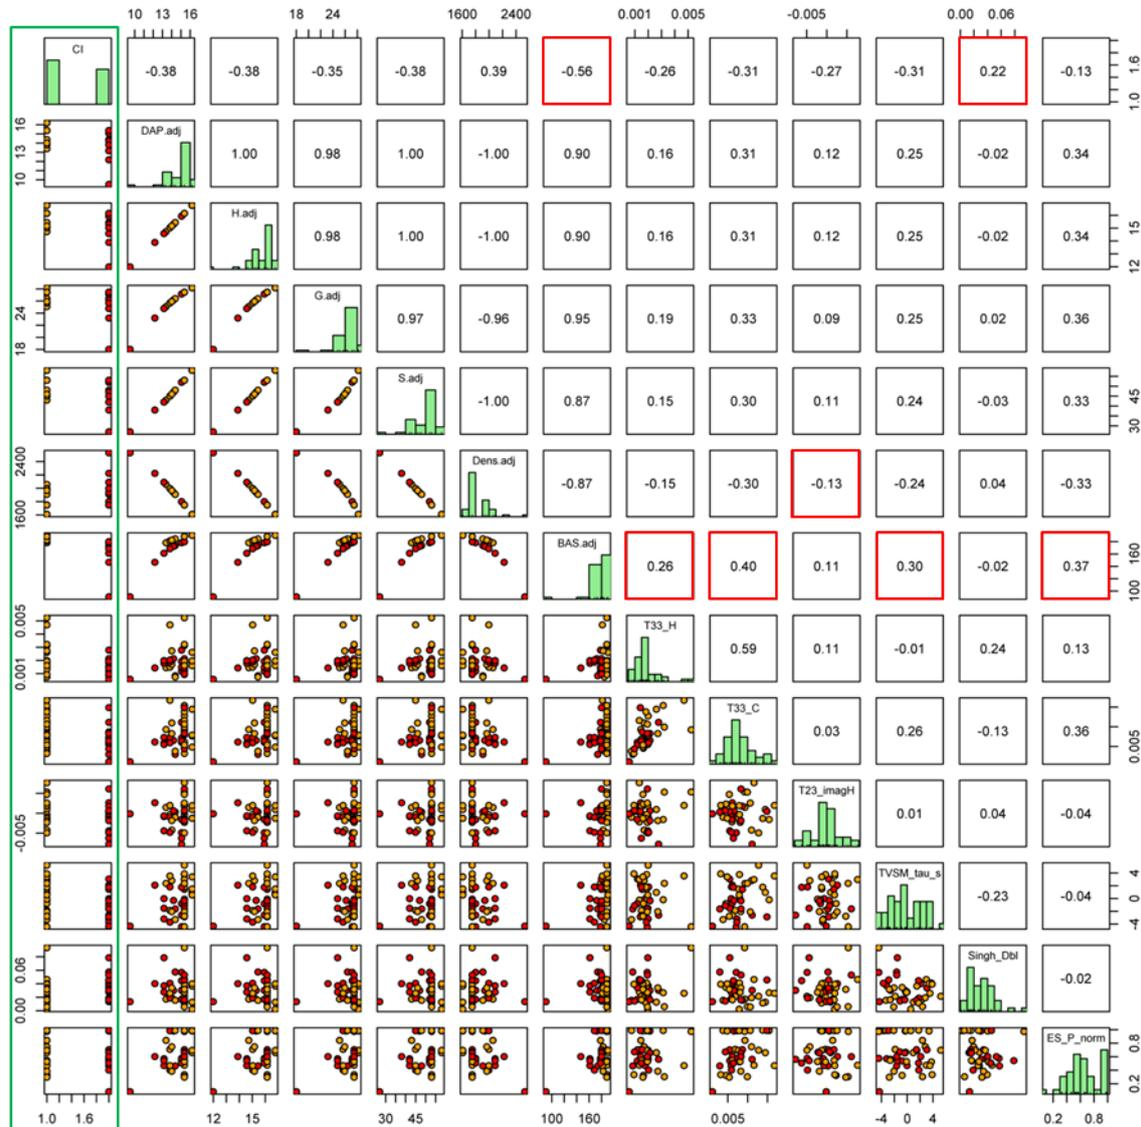 10 13 16 18 24 1600 2400 0.001 0.005 -0.005 0.00 0.06
CI -0.38 -0.38 -0.35 -0.38 0.39 -0.56 -0.26 -0.31 -0.27 -0.31 0.22 -0.13 1.0 1.6
10 13 16 DAP.adj 1.00 0.98 1.00 -1.00 0.90 0.16 0.31 0.12 0.25 -0.02 0.34
H.adj 0.98 1.00 -1.00 0.90 0.16 0.31 0.12 0.25 -0.02 0.34 12 15
18 24 G.adj 0.97 -0.96 0.95 0.19 0.33 0.09 0.25 0.02 0.36
S.adj -1.00 0.87 0.15 0.30 0.11 0.24 -0.03 0.33 30 45
1600 2400 Dens.adj -0.87 -0.15 -0.30 -0.13 -0.24 0.04 -0.33
BAS.adj 0.26 0.40 0.11 0.30 -0.02 0.37 100 160
0.001 0.005 T33_H 0.59 0.11 -0.01 0.24 0.13
T33_C 0.03 0.26 -0.13 0.36 0.005
-0.005 T23_imagH 0.01 0.04 -0.04
TVSM_tau_s -0.23 -0.04 -4 0 4
0.00 0.06 Singh_Dbl -0.02
ES_P_norm 0.2 0.8
1.0 1.6 12 15 30 45 100 160 0.005 -4 0 4 0.2 0.8